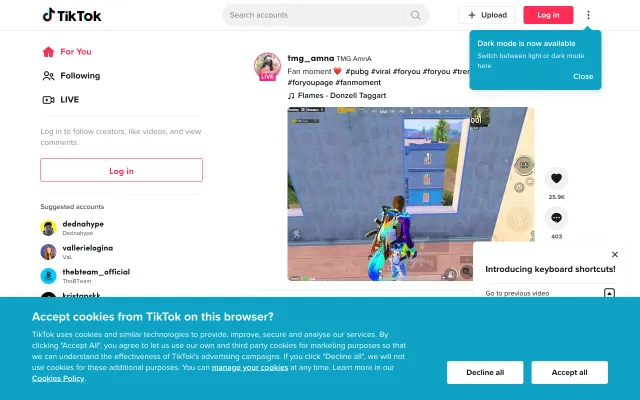 TikTok
Search accounts
Upload
Log in
Dark mode is now available
Switch between light or dark mode
here
Close
For You
Following
LIVE
Log in to follow creators, like videos, and view
comments.
Log in
Suggested accounts
dednahype
Dednahype
vallerielogina
VaL
thebteam_official
TheBTeam
LIVE
tmg_amna TMG AmnA
Fan moment ❤️ #pubg #viral #foryou #foryou
#foryoupage #fanmoment
Flames - Donzell Taggart
25.9K
403
Introducing keyboard shortcuts!
Go to previous video
Accept cookies from TikTok on this browser?
TikTok uses cookies and similar technologies to provide, improve, secure and analyse our services. By
clicking "Accept All", you agree to let us use our own and third party cookies for marketing purposes so that
we can understand the effectiveness of TikTok's advertising campaigns. If you click "Decline all", we will not
use cookies for these additional purposes. You can manage your cookies at any time. Learn more in our
Cookies Policy.
Decline all
Accept all